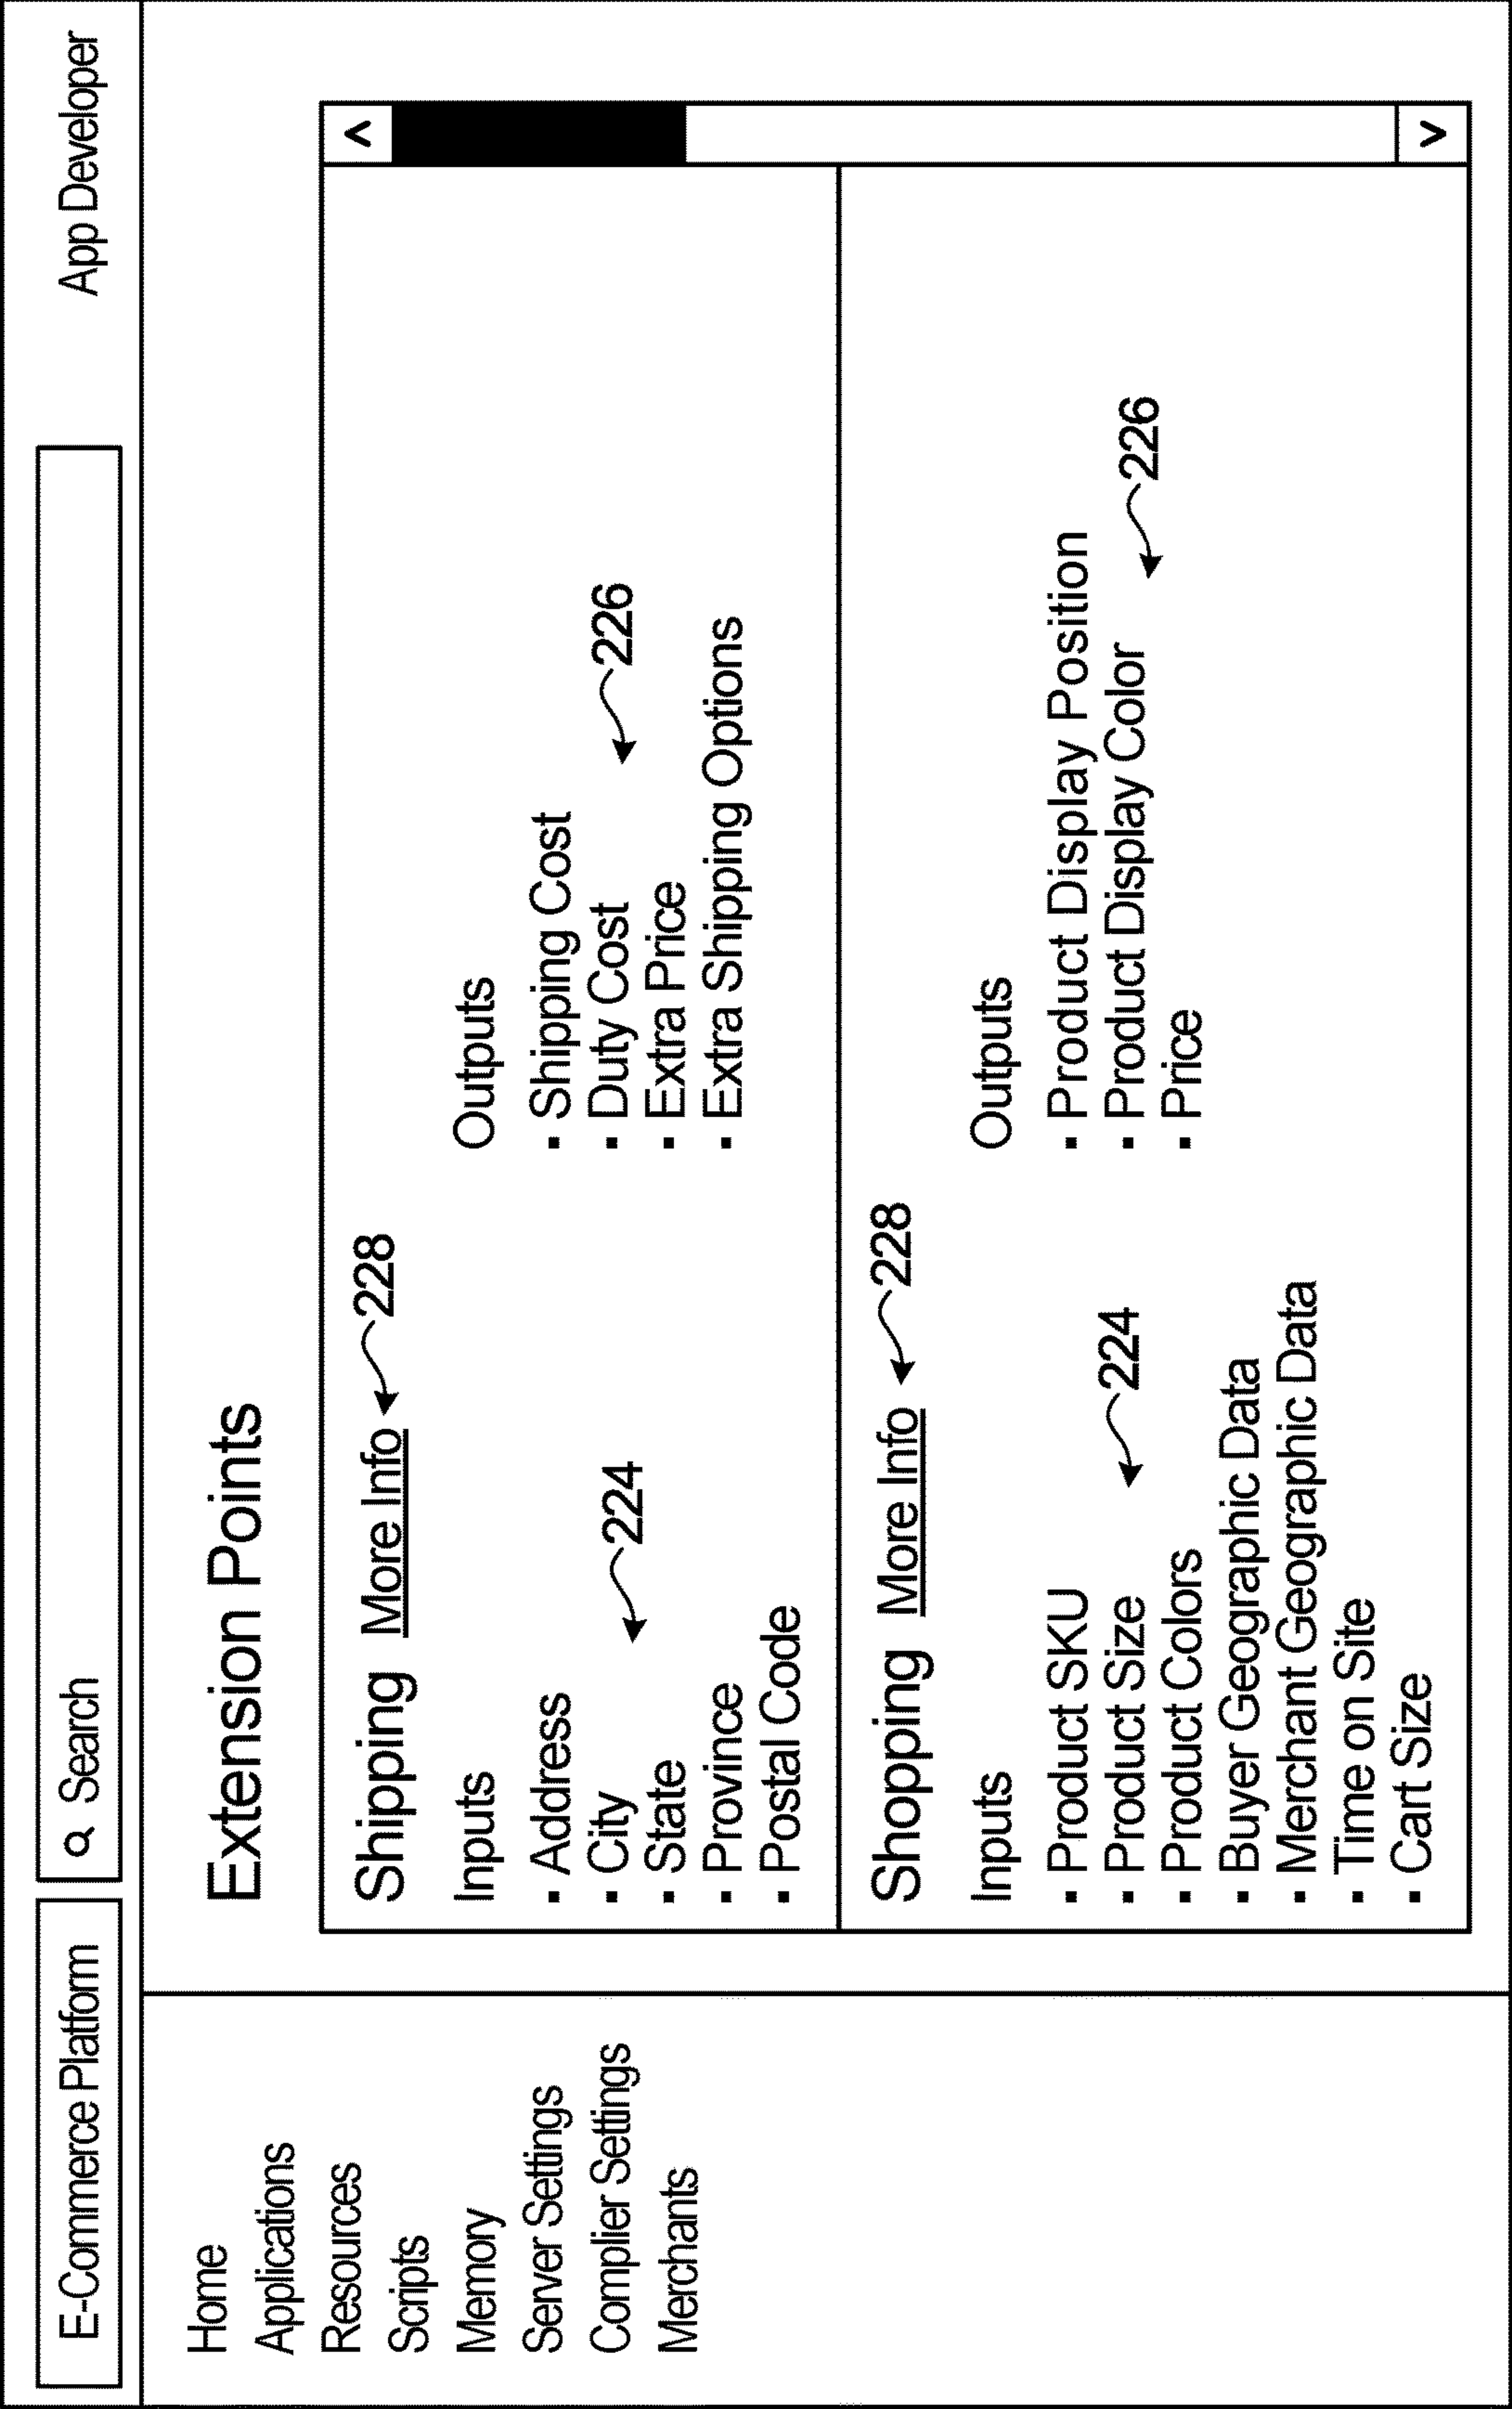 E-Commerce Platform
Search
App Developer
Home
Applications
Resources
Scripts
Memory
Server Settings
Complier Settings
Merchants
Extension Points
Shipping More Info 228
Inputs
▪ Address
▪ City
▪ State
▪ Province
▪ Postal Code
224
Outputs
▪ Shipping Cost
▪ Duty Cost
▪ Extra Price
▪ Extra Shipping Options
226
Shopping More Info 228
Inputs
▪ Product SKU
▪ Product Size
▪ Product Colors
▪ Buyer Geographic Data
▪ Merchant Geographic Data
▪ Time on Site
▪ Cart Size
224
Outputs
▪ Product Display Position
▪ Product Display Color
▪ Price
226